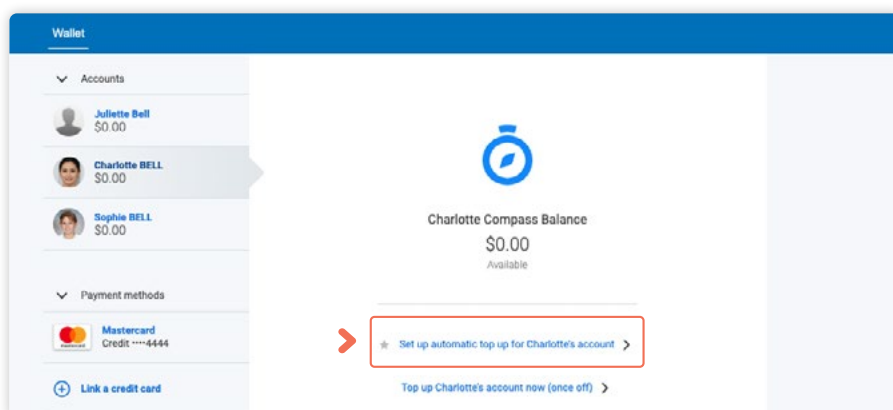 Wallet
Accounts
Juliette Bell
$0.00
Charlotte BELL
$0.00
Sophie BELL
$0.00
Payment methods
Mastercard
Credit ····4444
Link a credit card
Charlotte Compass Balance
$0.00
Available
Set up automatic top up for Charlotte's account
Top up Charlotte's account now (once off)